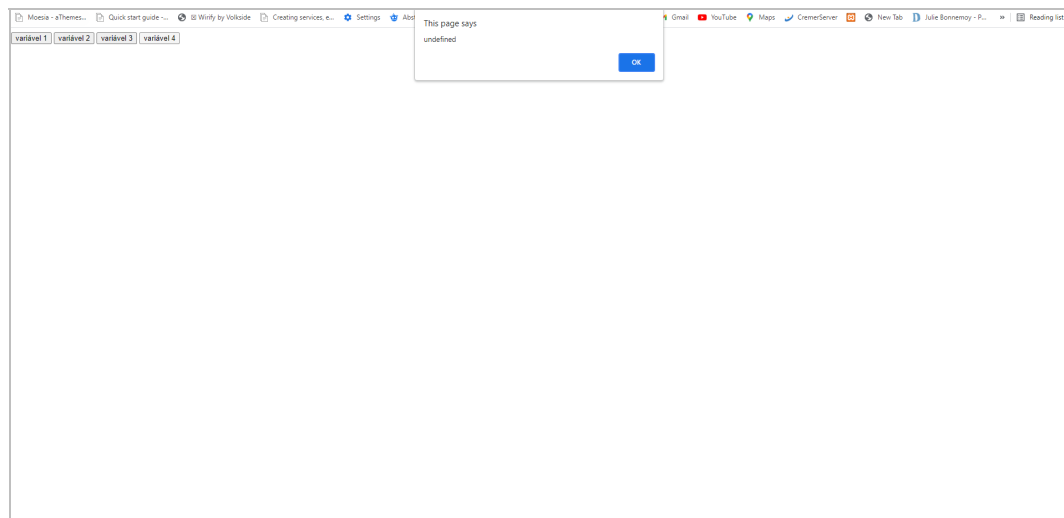 Moesia - aThemes... Quick start guide -... Wirify by Volkside Creating services, e... Settings Abs Gmail YouTube Maps CremerServer New Tab Julie Bonnemoy - P... » Reading list
This page says
undefined
OK
variável 1 variável 2 variável 3 variável 4